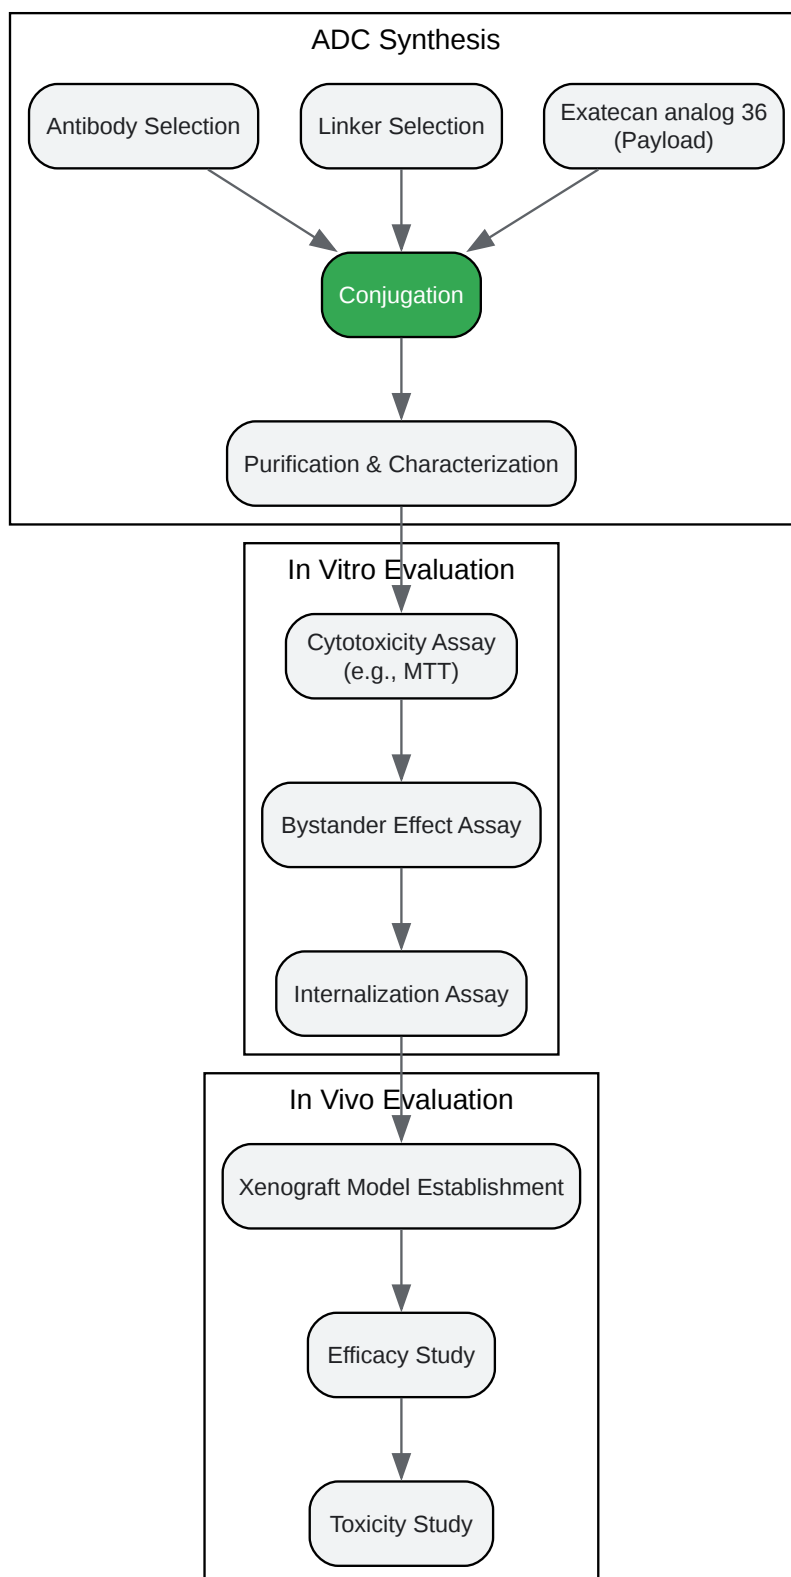 ADC Synthesis
Antibody Selection
Linker Selection
Exatecan analog 36
(Payload)
Conjugation
Purification & Characterization
In Vitro Evaluation
Cytotoxicity Assay
(e.g., MTT)
Bystander Effect Assay
Internalization Assay
In Vivo Evaluation
Xenograft Model Establishment
Efficacy Study
Toxicity Study